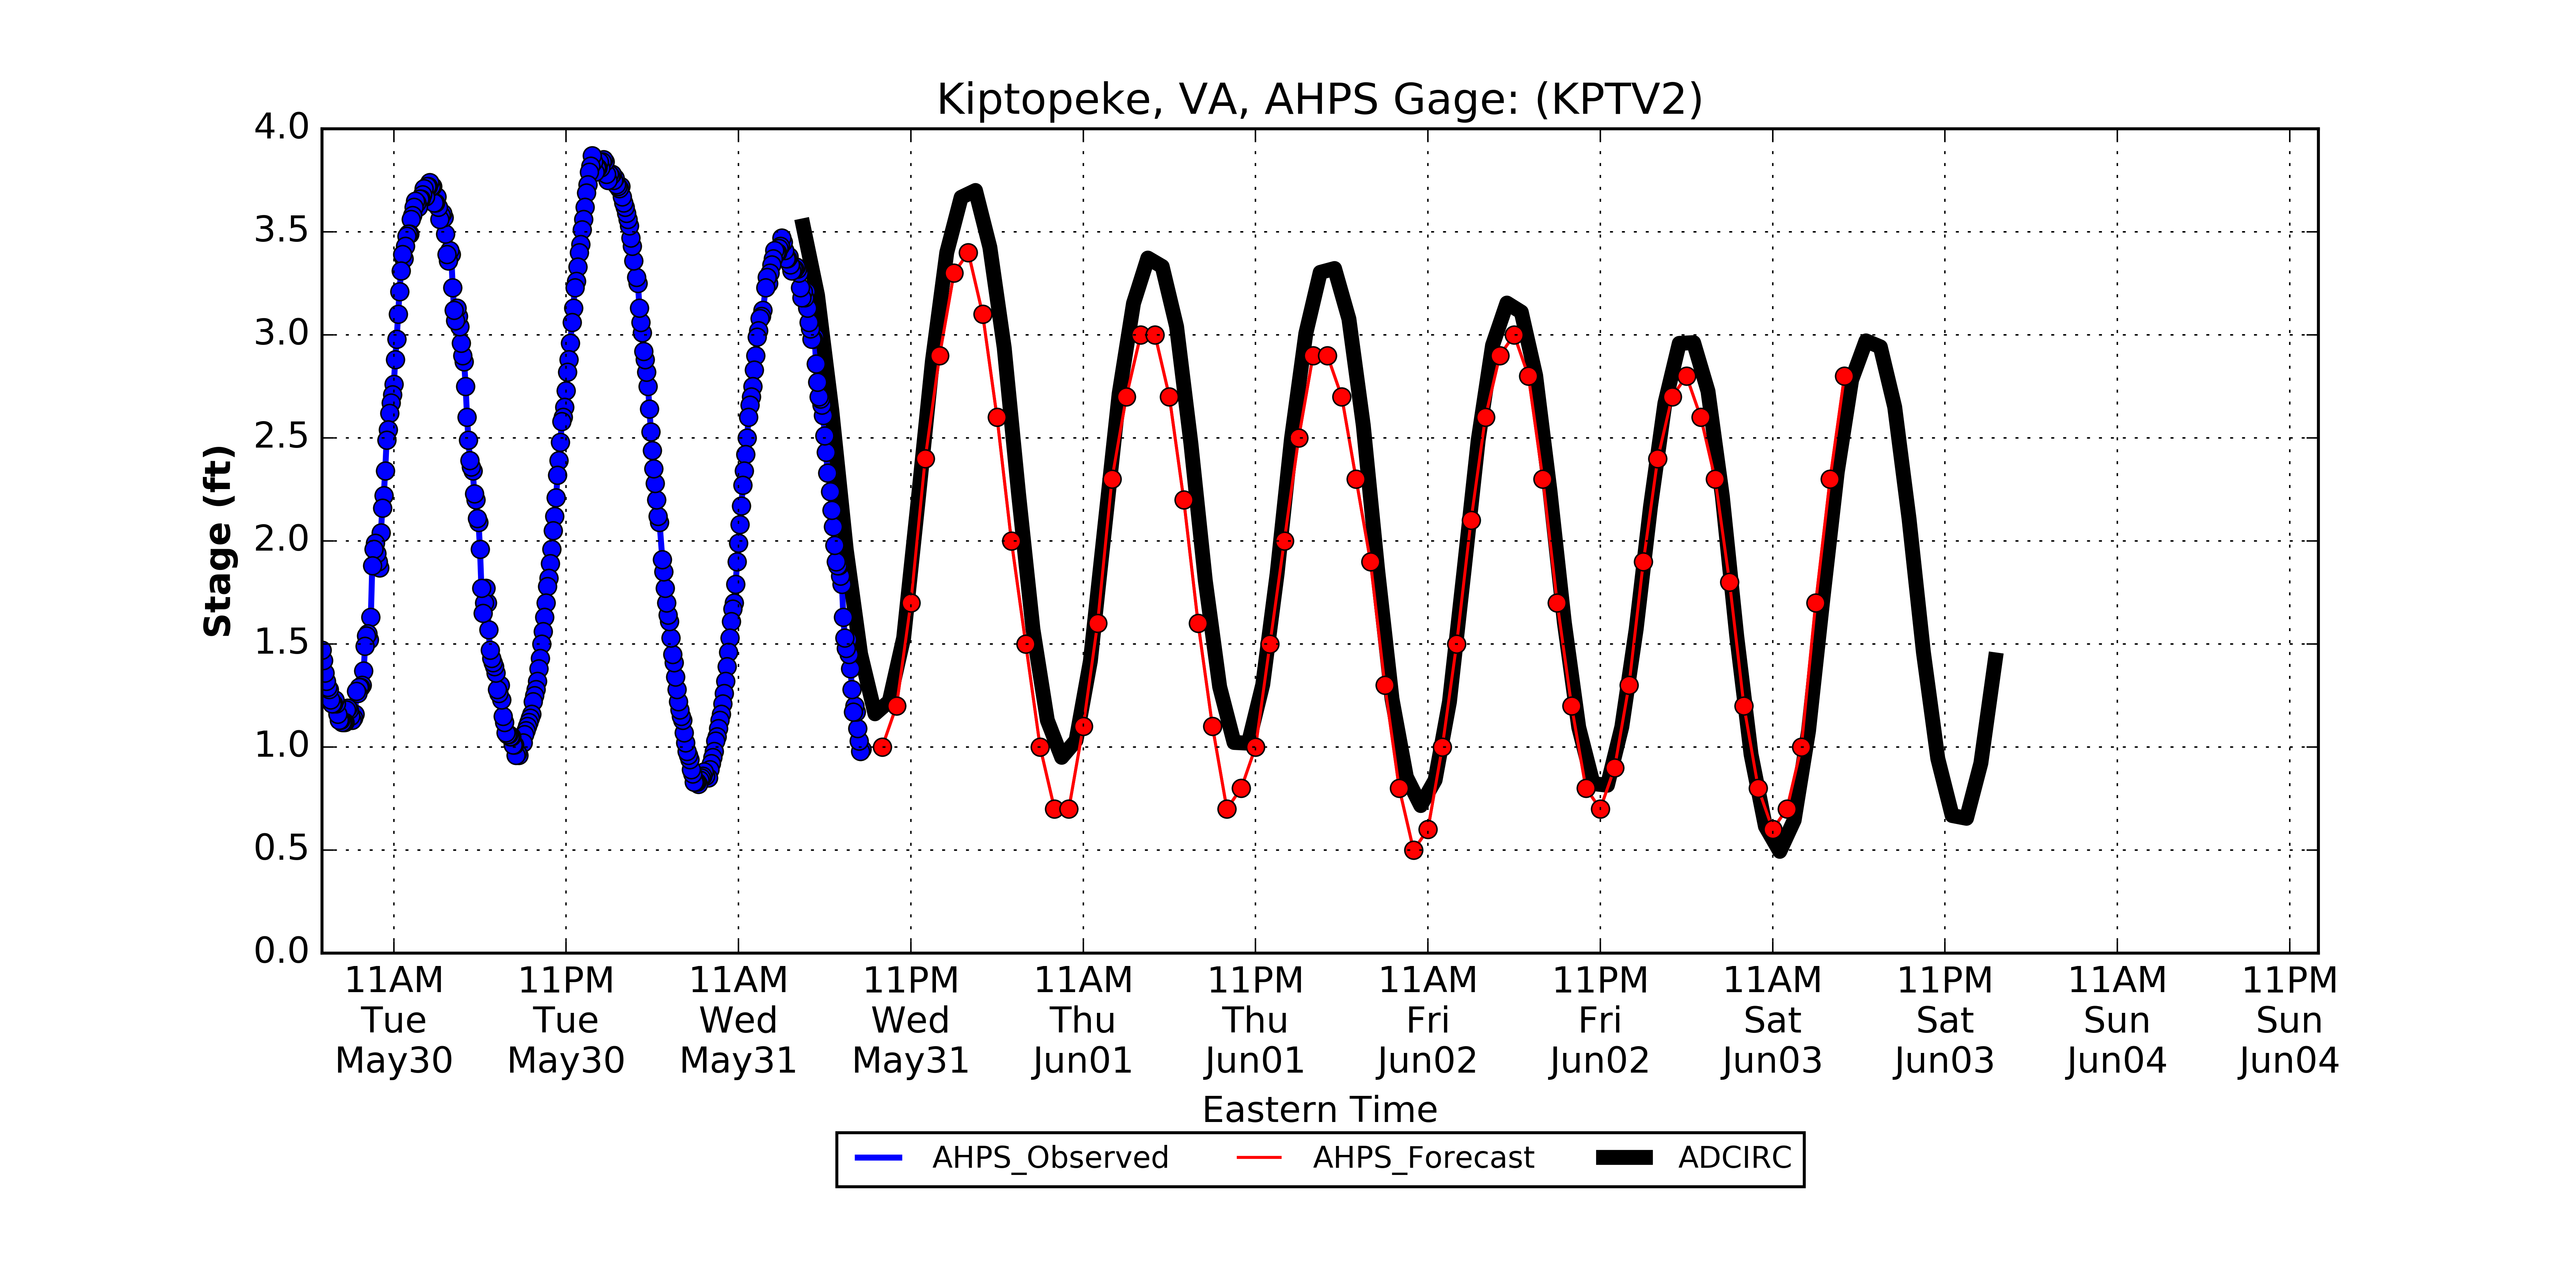 Kiptopeke, VA, AHPS Gage: (KPTV2)
Stage (ft)
4.0
3.5
3.0
2.5
2.0
1.5
1.0
0.5
0.0
11AM 11PM 11AM 11PM 11AM 11PM 11AM 11PM 11AM 11PM 11AM 11PM
Tue Tue Wed Wed Thu Thu Fri Fri Sat Sat Sun Sun
May30 May30 May31 May31 Jun01 Jun01 Jun02 Jun02 Jun03 Jun03 Jun04 Jun04
Eastern Time
AHPS_Observed AHPS_Forecast ADCIRC